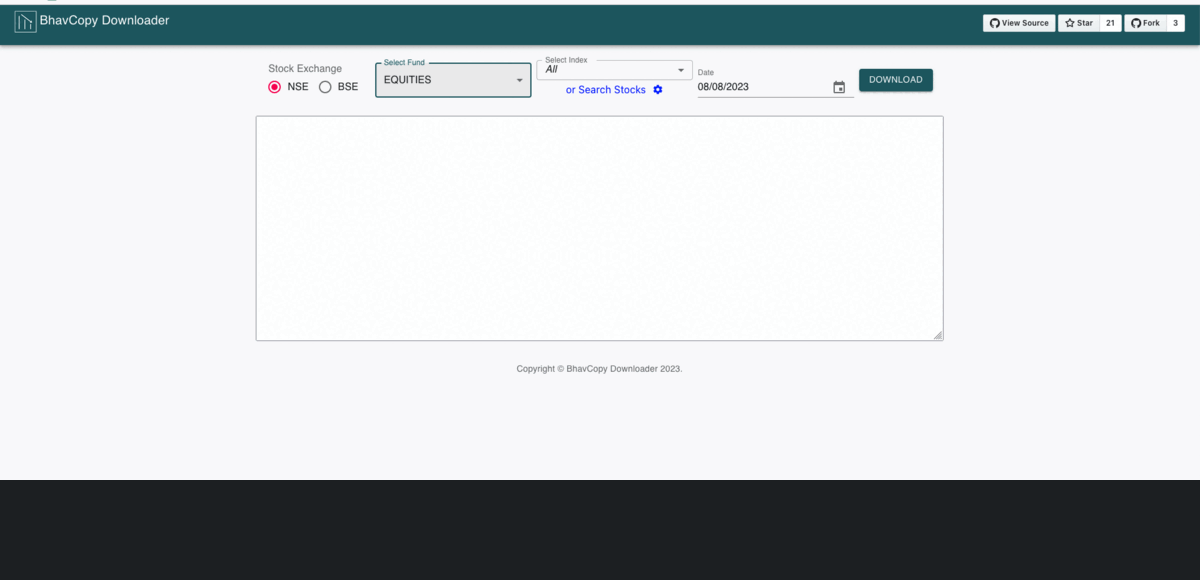 BhavCopy Downloader
View Source
Star
21
Fork
3
Stock Exchange
NSE
BSE
Select Fund
EQUITIES
Select Index
All
or Search Stocks
Date
08/08/2023
DOWNLOAD
Copyright © BhavCopy Downloader 2023.